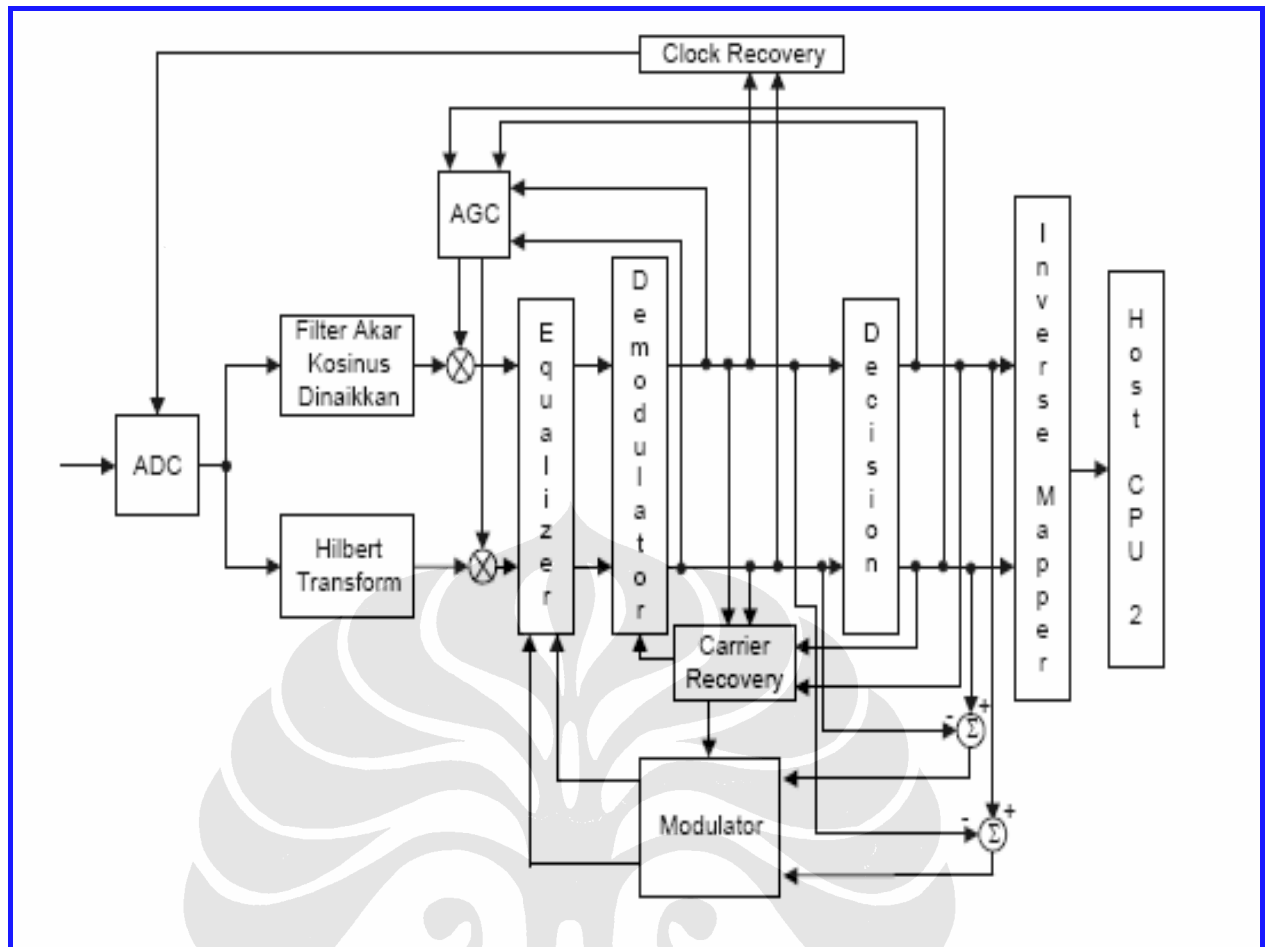 Clock Recovery
AGC
Filter Akar
Kosinus
Dinaikkan
ADC
Hilbert
Transform
Equalizer
Demodulator
Decision
Inverse Mapper
Host CPU 2
Carrier
Recovery
Modulator
-
+
Σ
-
+
Σ